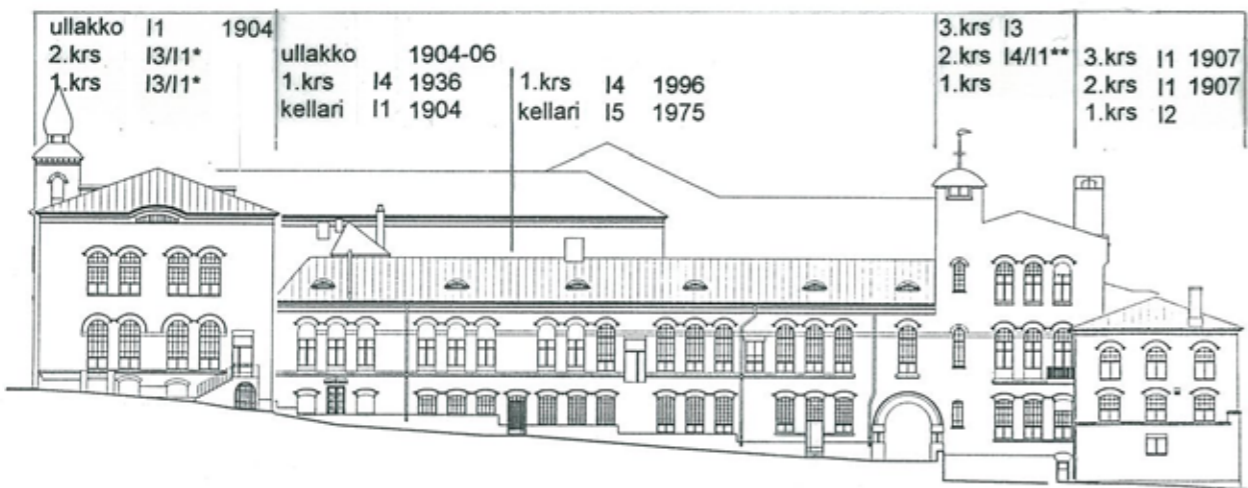 ullakko I1 1904
2.krs I3/I1*
1.krs I3/I1*
ullakko 1904-06
1.krs I4 1936
kellari I1 1904
1.krs I4 1996
kellari I5 1975
3.krs I3
2.krs I4/I1**
1.krs
3.krs I1 1907
2.krs I1 1907
1.krs I2